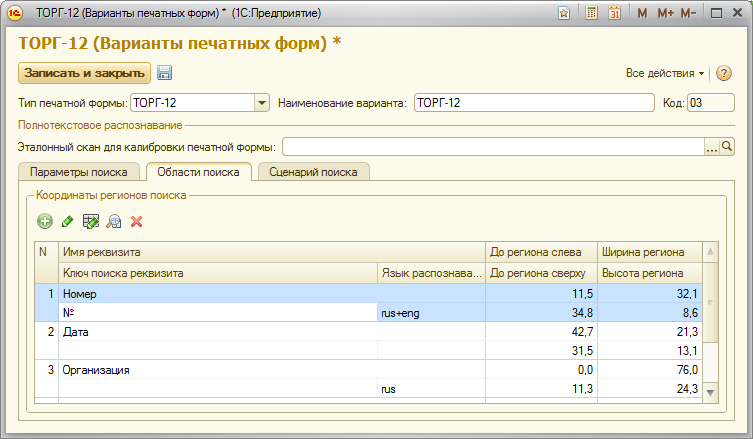 ТОРГ-12 (Варианты печатных форм) * (1С:Предприятие)
M M+ M-
ТОРГ-12 (Варианты печатных форм) *
Записать и закрыть Все действия
Тип печатной формы: ТОРГ-12 Наименование варианта: ТОРГ-12 Код: 03
Полнотекстовое распознавание
Эталонный скан для калибровки печатной формы: ...
Параметры поиска Области поиска Сценарий поиска
Координаты регионов поиска
N Имя реквизита До региона слева Ширина региона
Ключ поиска реквизита Язык распознава... До региона сверху Высота региона
1 Номер 11,5 32,1
№ rus+eng 34,8 8,6
2 Дата 42,7 21,3
31,5 13,1
3 Организация 0,0 76,0
rus 11,3 24,3